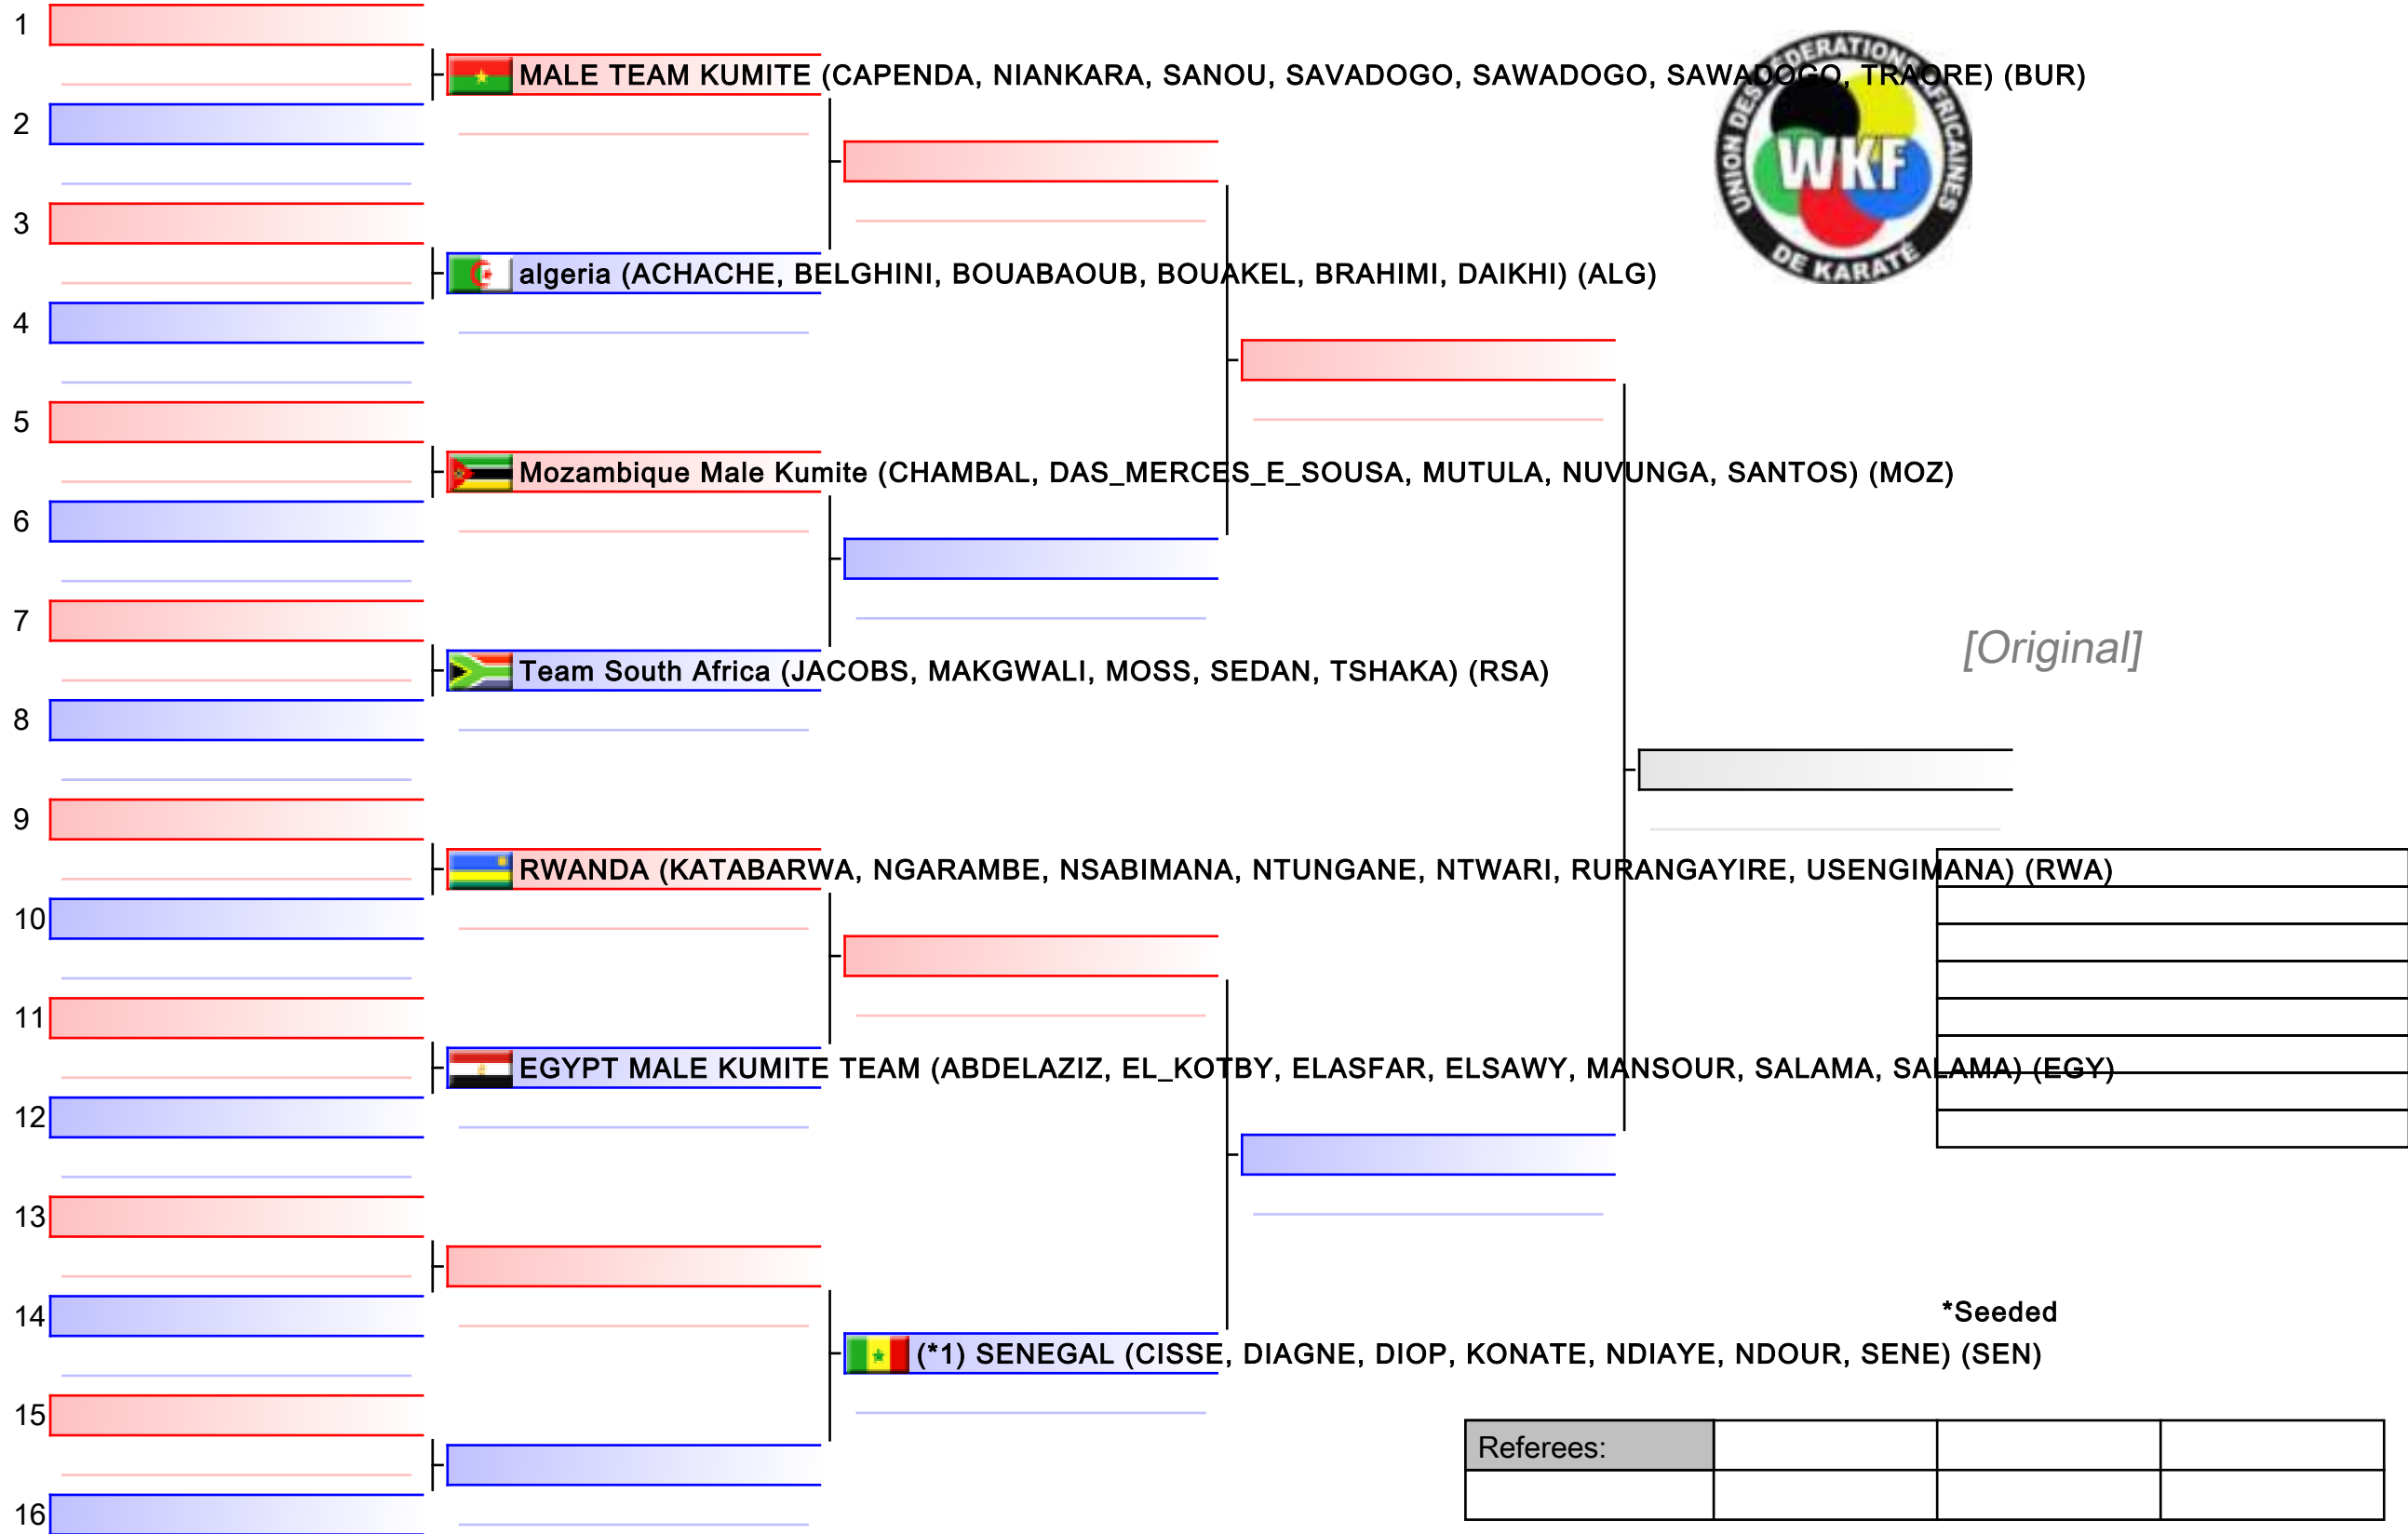 1
MALE TEAM KUMITE (CAPENDA, NIANKARA, SANOU, SAVADOGO, SAWADOGO, SAWADOGO, TRAORE) (BUR)
UNION DES FEDERATIONS AFRICAINES
DE KARATÉ
WKF
2
3
algeria (ACHACHE, BELGHINI, BOUABAOUB, BOUAKEL, BRAHIMI, DAIKHI) (ALG)
4
5
Mozambique Male Kumite (CHAMBAL, DAS_MERCES_E_SOUSA, MUTULA, NUVUNGA, SANTOS) (MOZ)
6
7
[Original]
Team South Africa (JACOBS, MAKGWALI, MOSS, SEDAN, TSHAKA) (RSA)
8
9
RWANDA (KATABARWA, NGARAMBE, NSABIMANA, NTUNGANE, NTWARI, RURANGAYIRE, USENGIMANA) (RWA)
10
11
EGYPT MALE KUMITE TEAM (ABDELAZIZ, EL_KOTBY, ELASFAR, ELSAWY, MANSOUR, SALAMA, SALAMA) (EGY)
12
13
14
*Seeded
(*1) SENEGAL (CISSE, DIAGNE, DIOP, KONATE, NDIAYE, NDOUR, SENE) (SEN)
15
Referees:
16